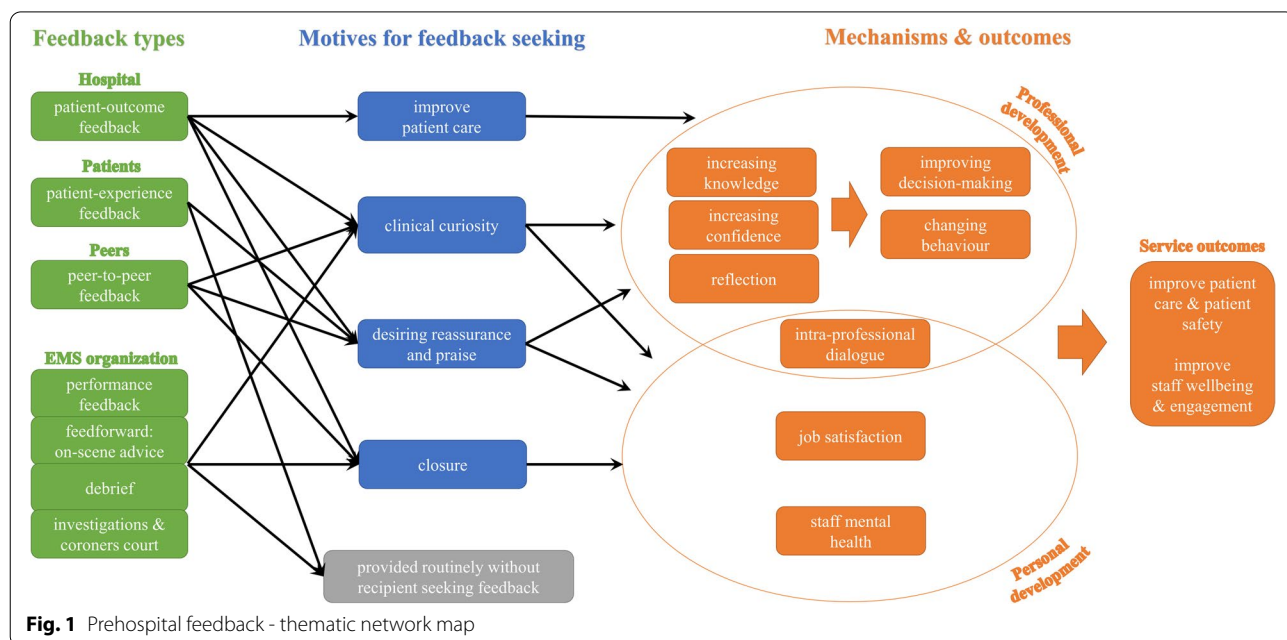 Feedback types
Motives for feedback seeking
Mechanisms & outcomes
Hospital
patient-outcome
feedback
Patients
patient-experience
feedback
Peers
peer-to-peer
feedback
EMS organization
performance
feedback
feedforward:
on-scene advice
debrief
investigations &
coroners court
improve
patient care
clinical curiosity
desiring reassurance
and praise
closure
provided routinely without
recipient seeking feedback
Professional
development
increasing
knowledge
increasing
confidence
reflection
improving
decision-making
changing
behaviour
intra-professional
dialogue
job satisfaction
staff mental
health
Personal
development
Service outcomes
improve patient
care & patient
safety
improve
staff wellbeing
& engagement
Fig. 1 Prehospital feedback - thematic network map